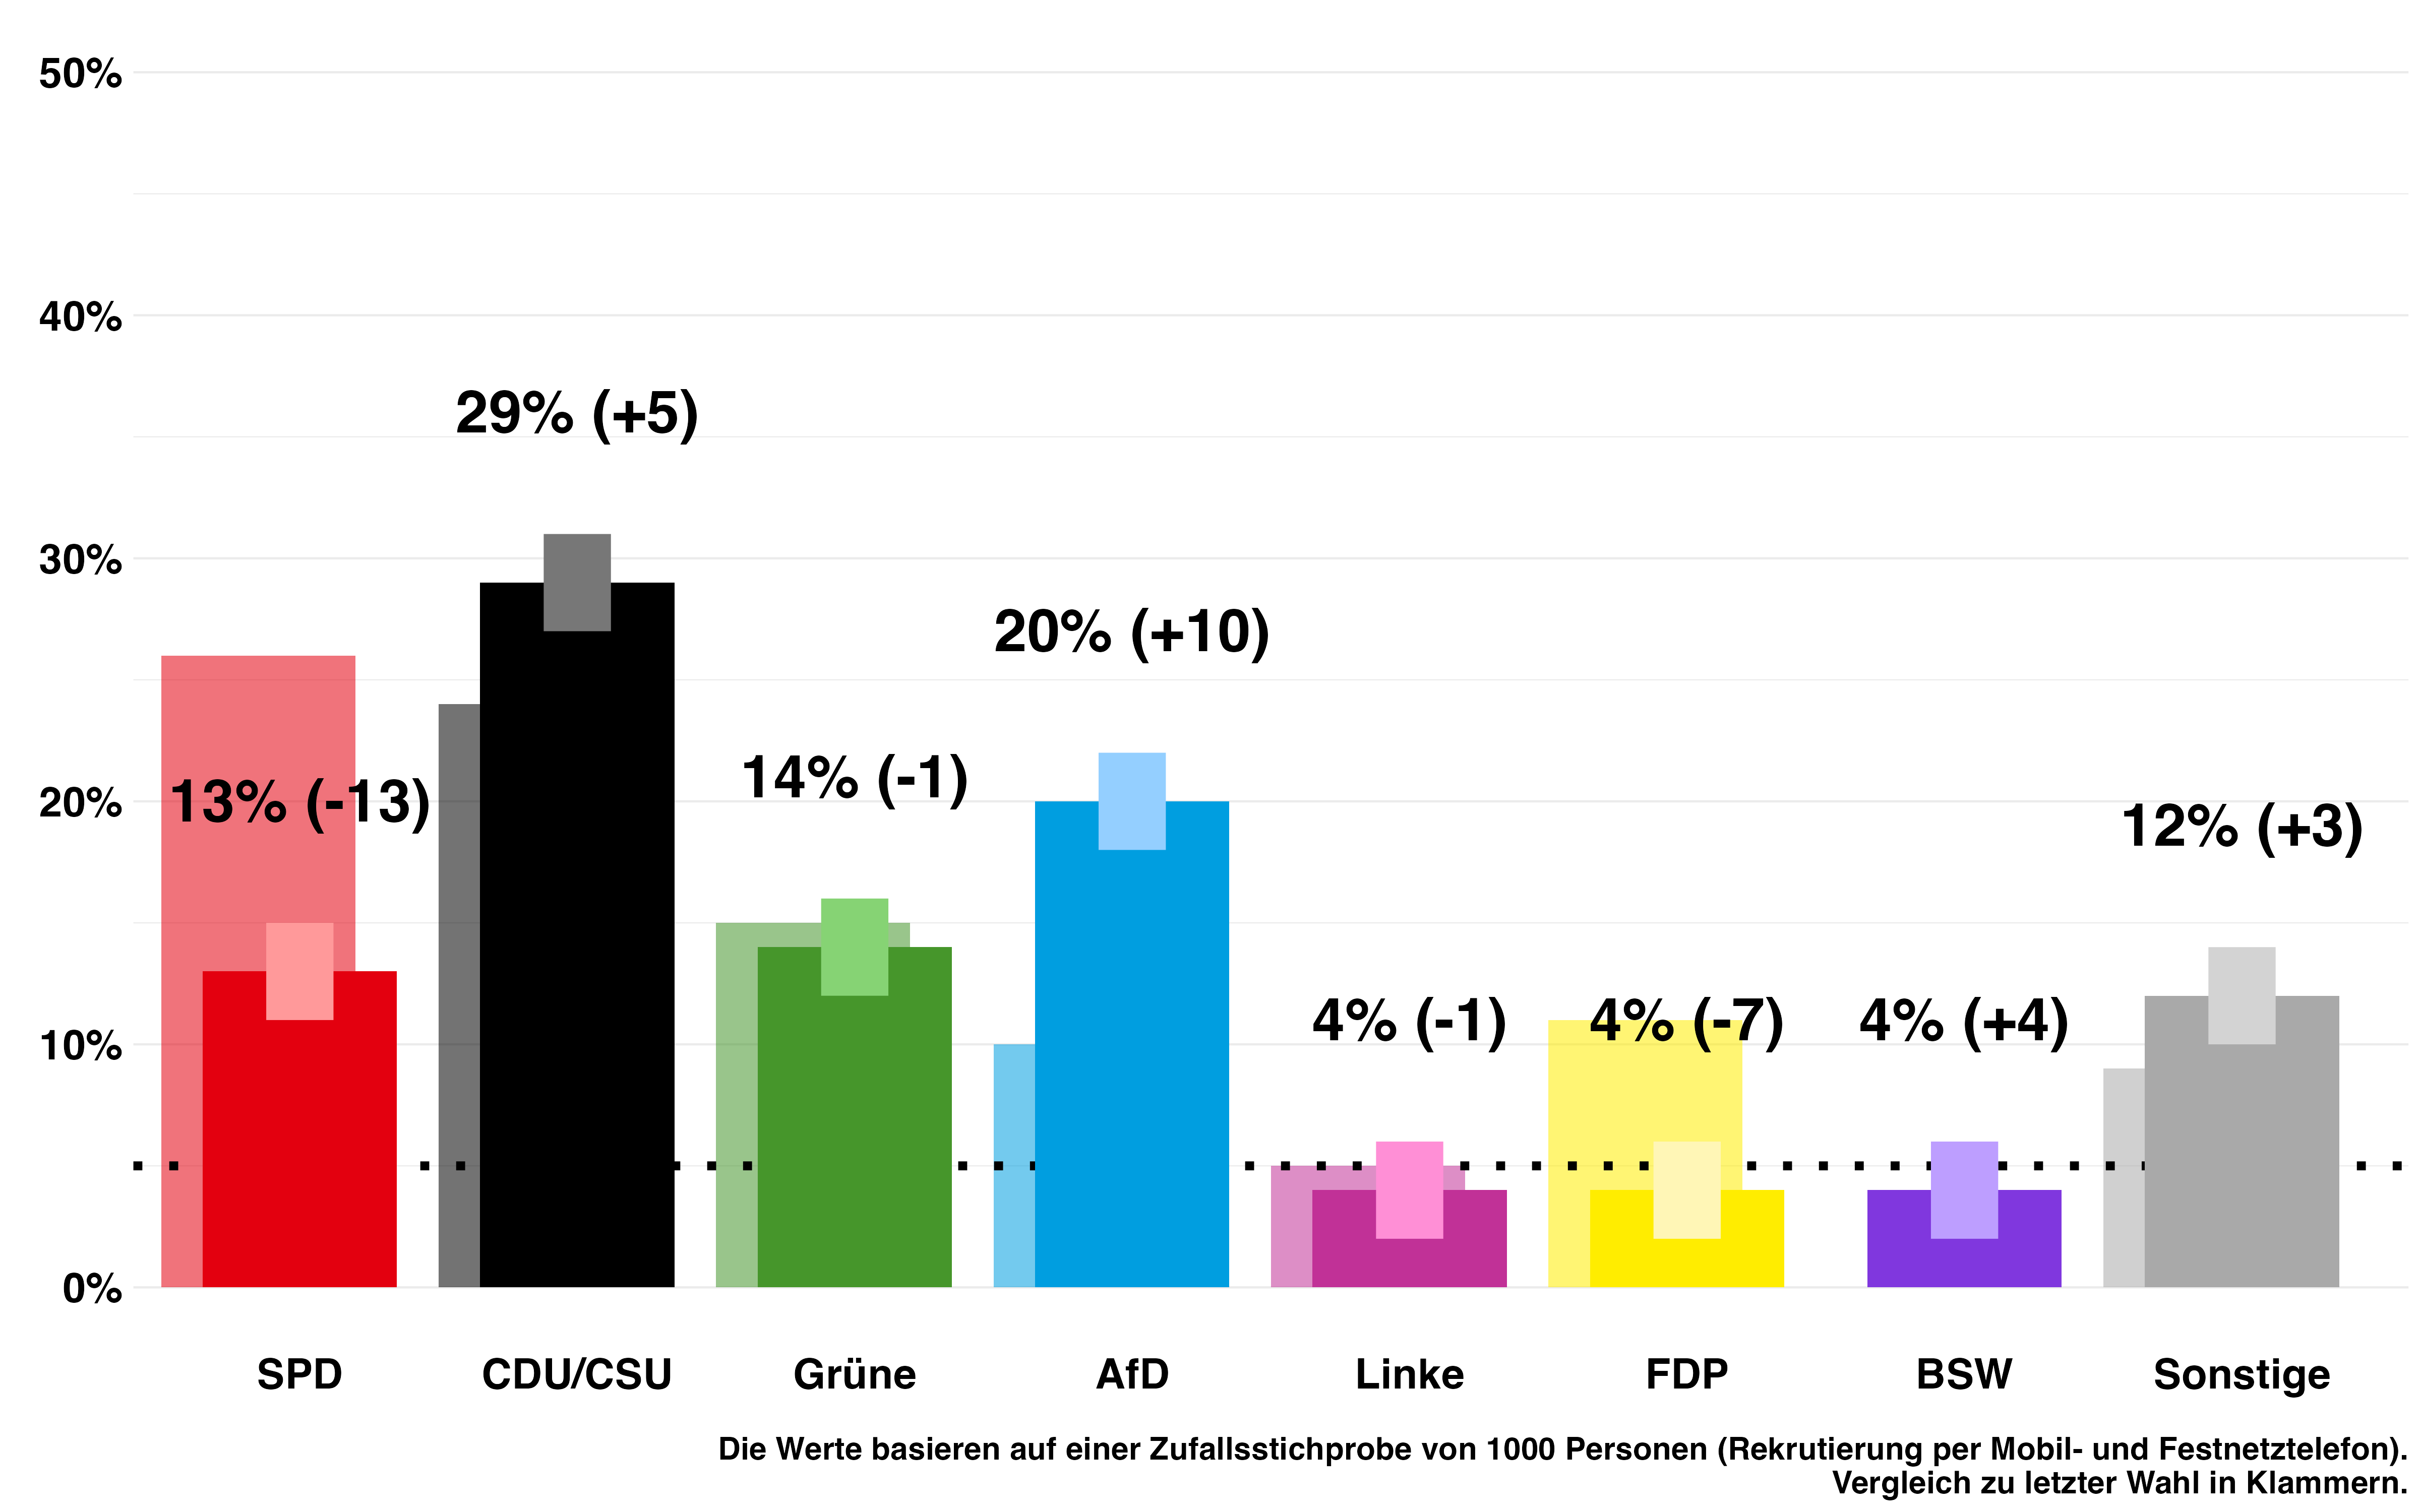 50%
40%
30%
20%
10%
0%
29% (+5)
20% (+10)
14% (-1)
13% (-13)
12% (+3)
4% (-1)
4% (-7)
4% (+4)
SPD
CDU/CSU
Grüne
AfD
Linke
FDP
BSW
Sonstige
Die Werte basieren auf einer Zufallsstichprobe von 1000 Personen (Rekrutierung per Mobil- und Festnetztelefon).
Vergleich zu letzter Wahl in Klammern.